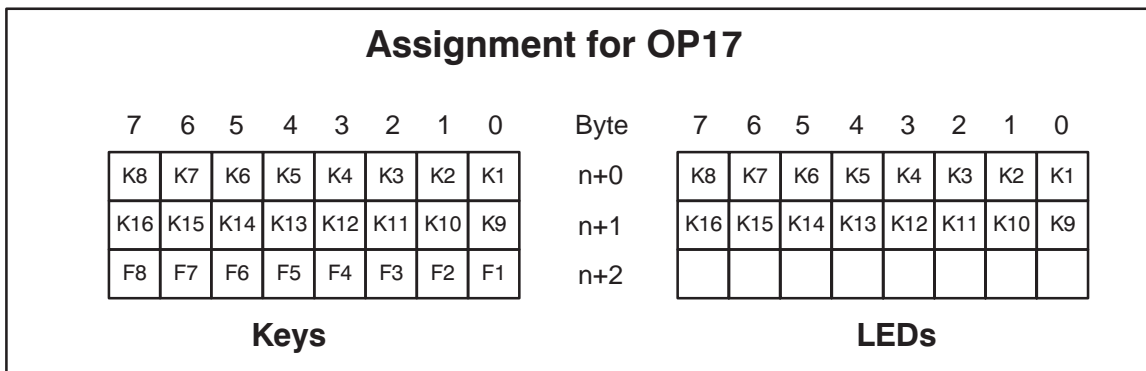 Assignment for OP17
7 6 5 4 3 2 1 0 Byte 7 6 5 4 3 2 1 0
K8 K7 K6 K5 K4 K3 K2 K1 n+0 K8 K7 K6 K5 K4 K3 K2 K1
K16 K15 K14 K13 K12 K11 K10 K9 n+1 K16 K15 K14 K13 K12 K11 K10 K9
F8 F7 F6 F5 F4 F3 F2 F1 n+2
Keys LEDs